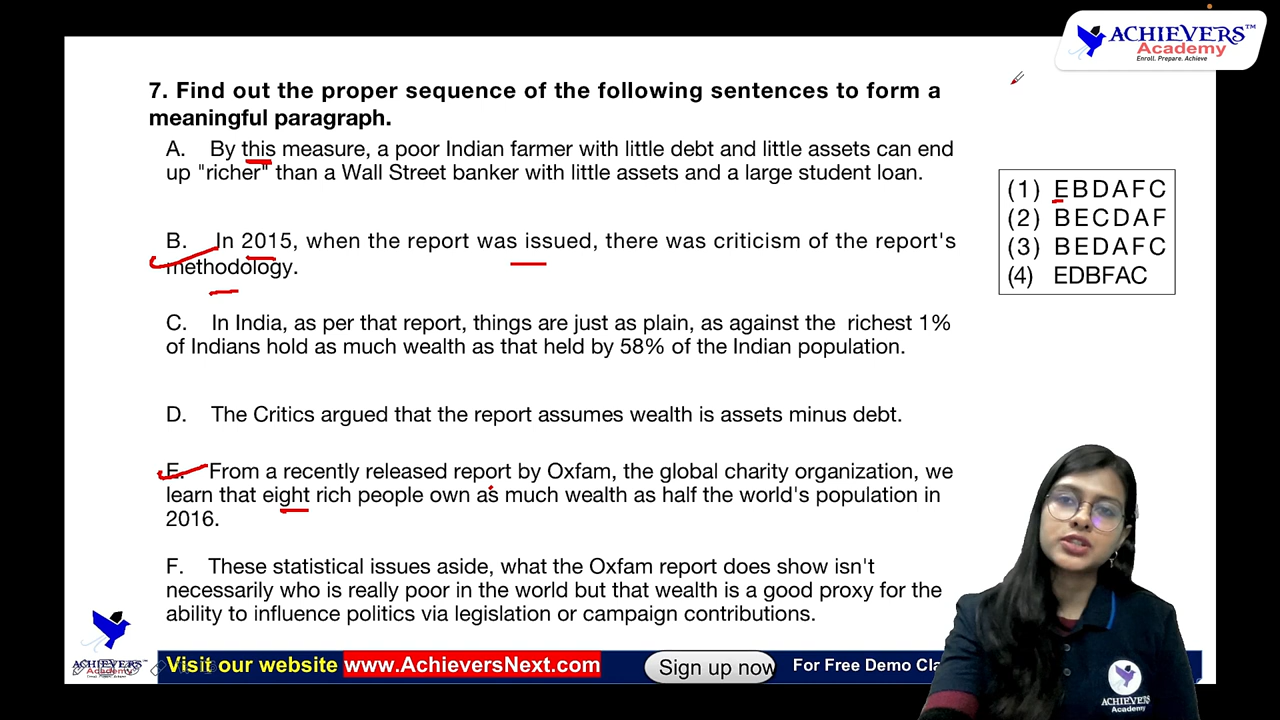 ACHIEVERS™
Academy
Enroll. Prepare. Achieve
7. Find out the proper sequence of the following sentences to form a
meaningful paragraph.
A. By this measure, a poor Indian farmer with little debt and little assets can end
up "richer" than a Wall Street banker with little assets and a large student loan.
(1) EBDAFC
(2) BECDAF
(3) BEDAFC
(4) EDBFAC
B. In 2015, when the report was issued, there was criticism of the report's
methodology.
C. In India, as per that report, things are just as plain, as against the richest 1%
of Indians hold as much wealth as that held by 58% of the Indian population.
D. The Critics argued that the report assumes wealth is assets minus debt.
E. From a recently released report by Oxfam, the global charity organization, we
learn that eight rich people own as much wealth as half the world's population in
2016.
F. These statistical issues aside, what the Oxfam report does show isn't
necessarily who is really poor in the world but that wealth is a good proxy for the
ability to influence politics via legislation or campaign contributions.
ACHIEVERS™
Academy
Visit our website www.AchieversNext.com
Sign up now
For Free Demo Cla
ACHIEVERS
Academy